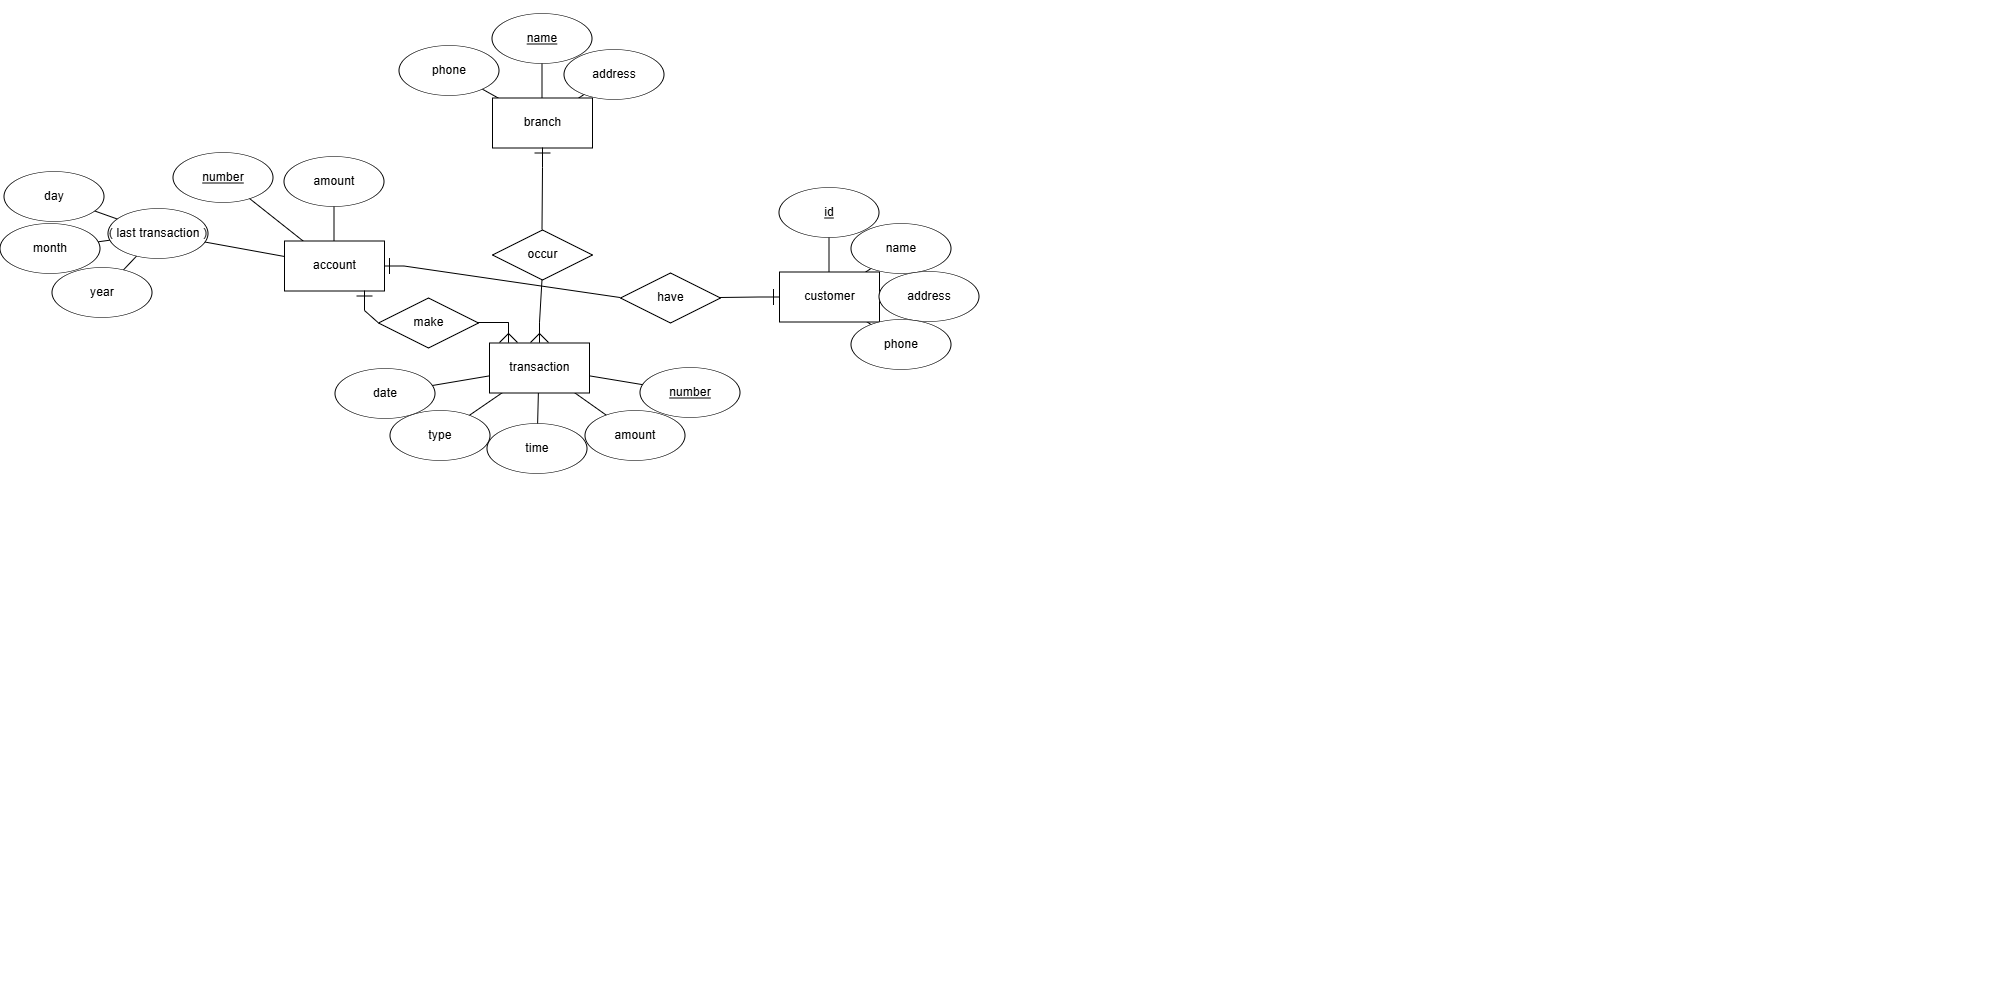 name
phone
address
branch
number
amount
day
last transaction
month
year
account
occur
id
name
address
phone
customer
have
make
transaction
date
number
type
amount
time